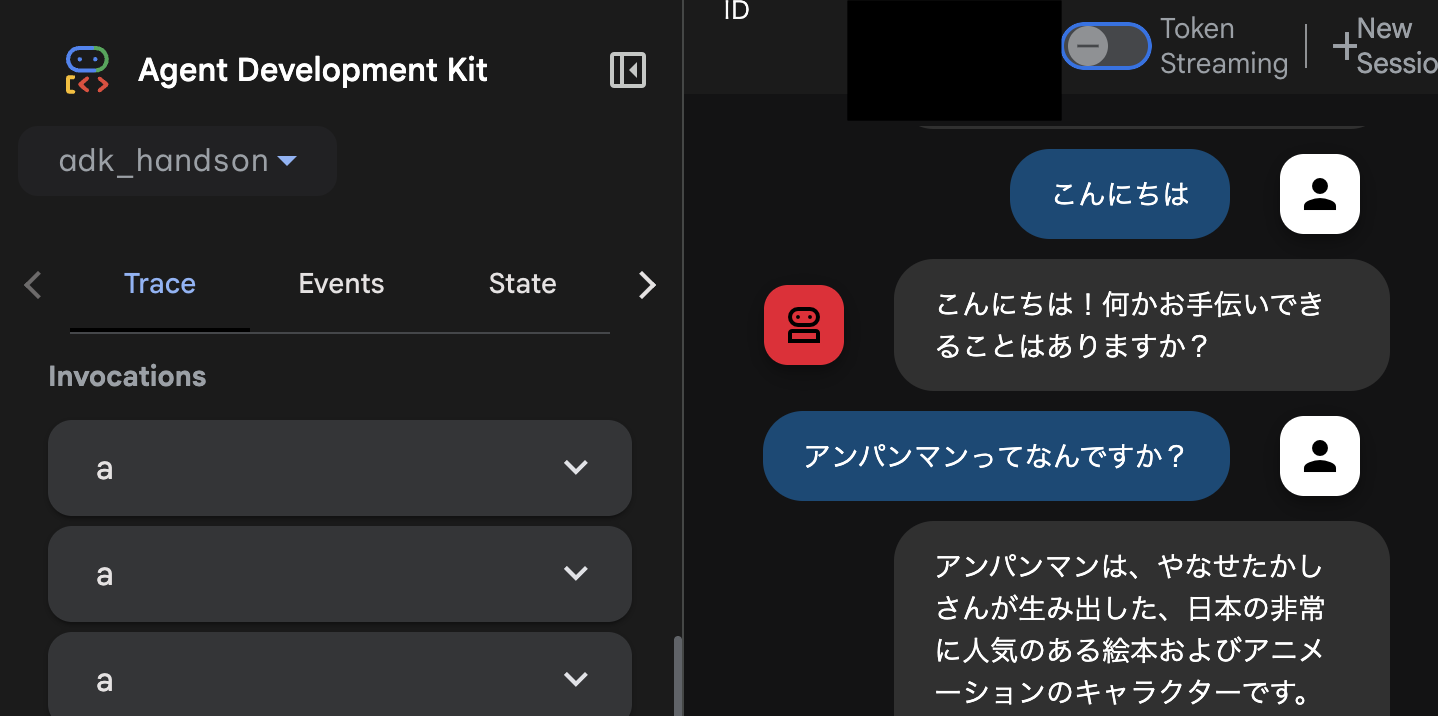 Agent Development Kit
adk_handson
Trace
Events
State
Invocations
a
a
a
ID
Token
Streaming
New
Sessio
こんにちは
こんにちは！何かお手伝いでき
ることはありますか？
アンパンマンってなんですか？
アンパンマンは、やなせたかし
さんが生み出した、日本の非常
に人気のある絵本およびアニメ
ーションのキャラクターです。